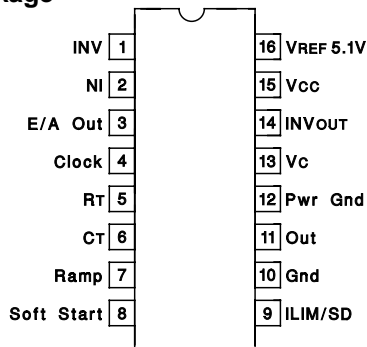 age
INV 1 16 VREF 5.1V
NI 2 15 VCC
E/A Out 3 14 INVOUT
Clock 4 13 VC
RT 5 12 Pwr Gnd
CT 6 11 Out
Ramp 7 10 Gnd
Soft Start 8 9 ILIM/SD